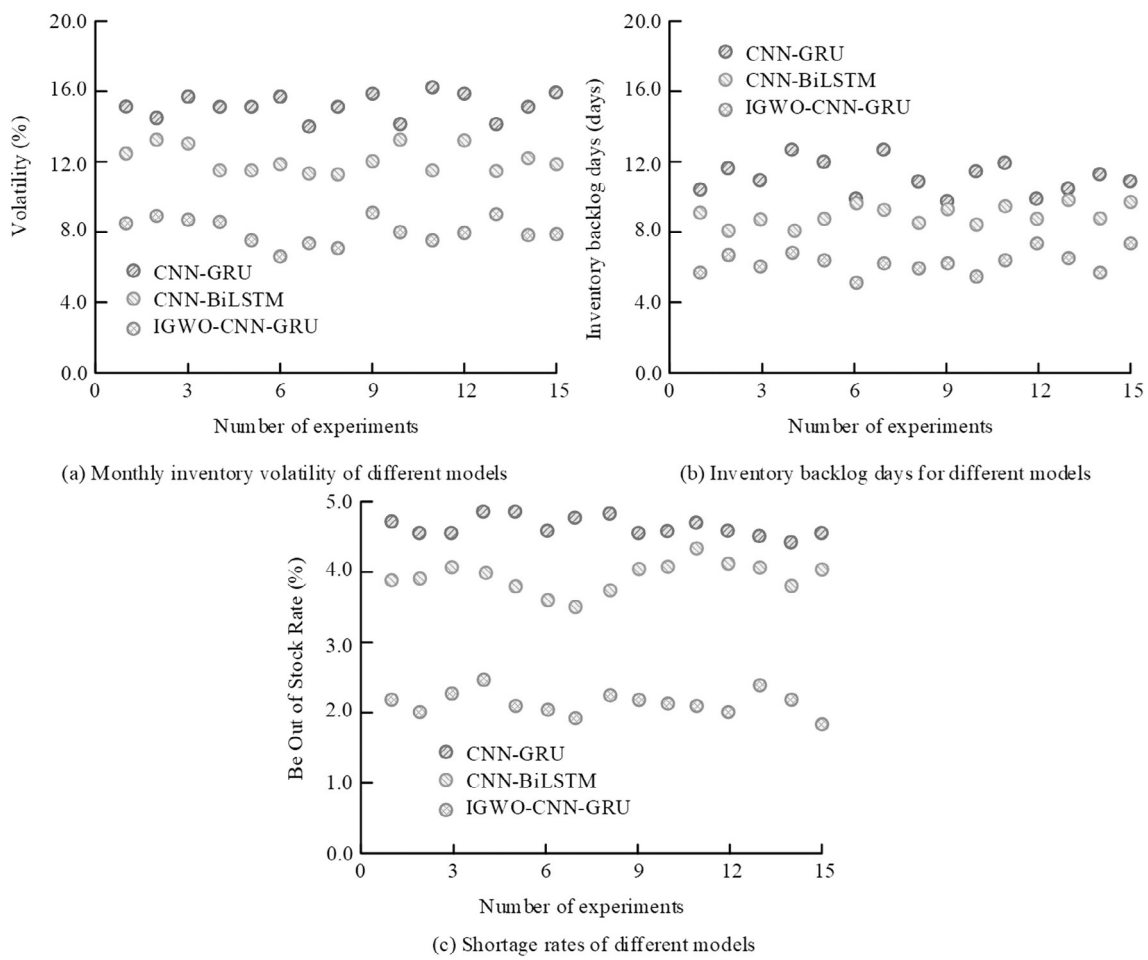 20.0
16.0
12.0
8.0
4.0
0.0
Volatility (%)
CNN-GRU
CNN-BiLSTM
IGWO-CNN-GRU
0 3 6 9 12 15
Number of experiments
(a) Monthly inventory volatility of different models
20.0
16.0
12.0
8.0
4.0
0.0
Inventory backlog days (days)
CNN-GRU
CNN-BiLSTM
IGWO-CNN-GRU
0 3 6 9 12 15
Number of experiments
(b) Inventory backlog days for different models
5.0
4.0
3.0
2.0
1.0
0.0
Be Out of Stock Rate (%)
CNN-GRU
CNN-BiLSTM
IGWO-CNN-GRU
0 3 6 9 12 15
Number of experiments
(c) Shortage rates of different models